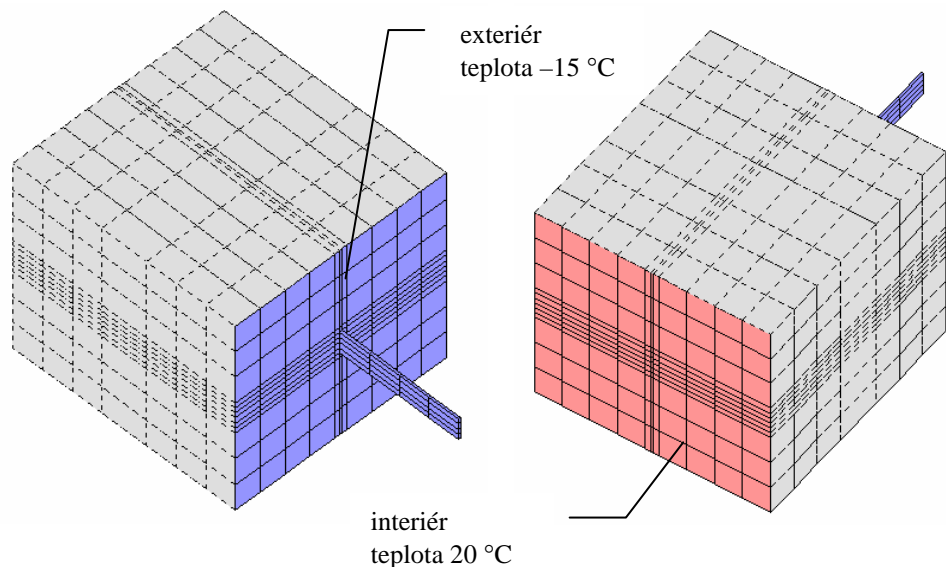 exteriér
teplota –15 °C
interiér
teplota 20 °C